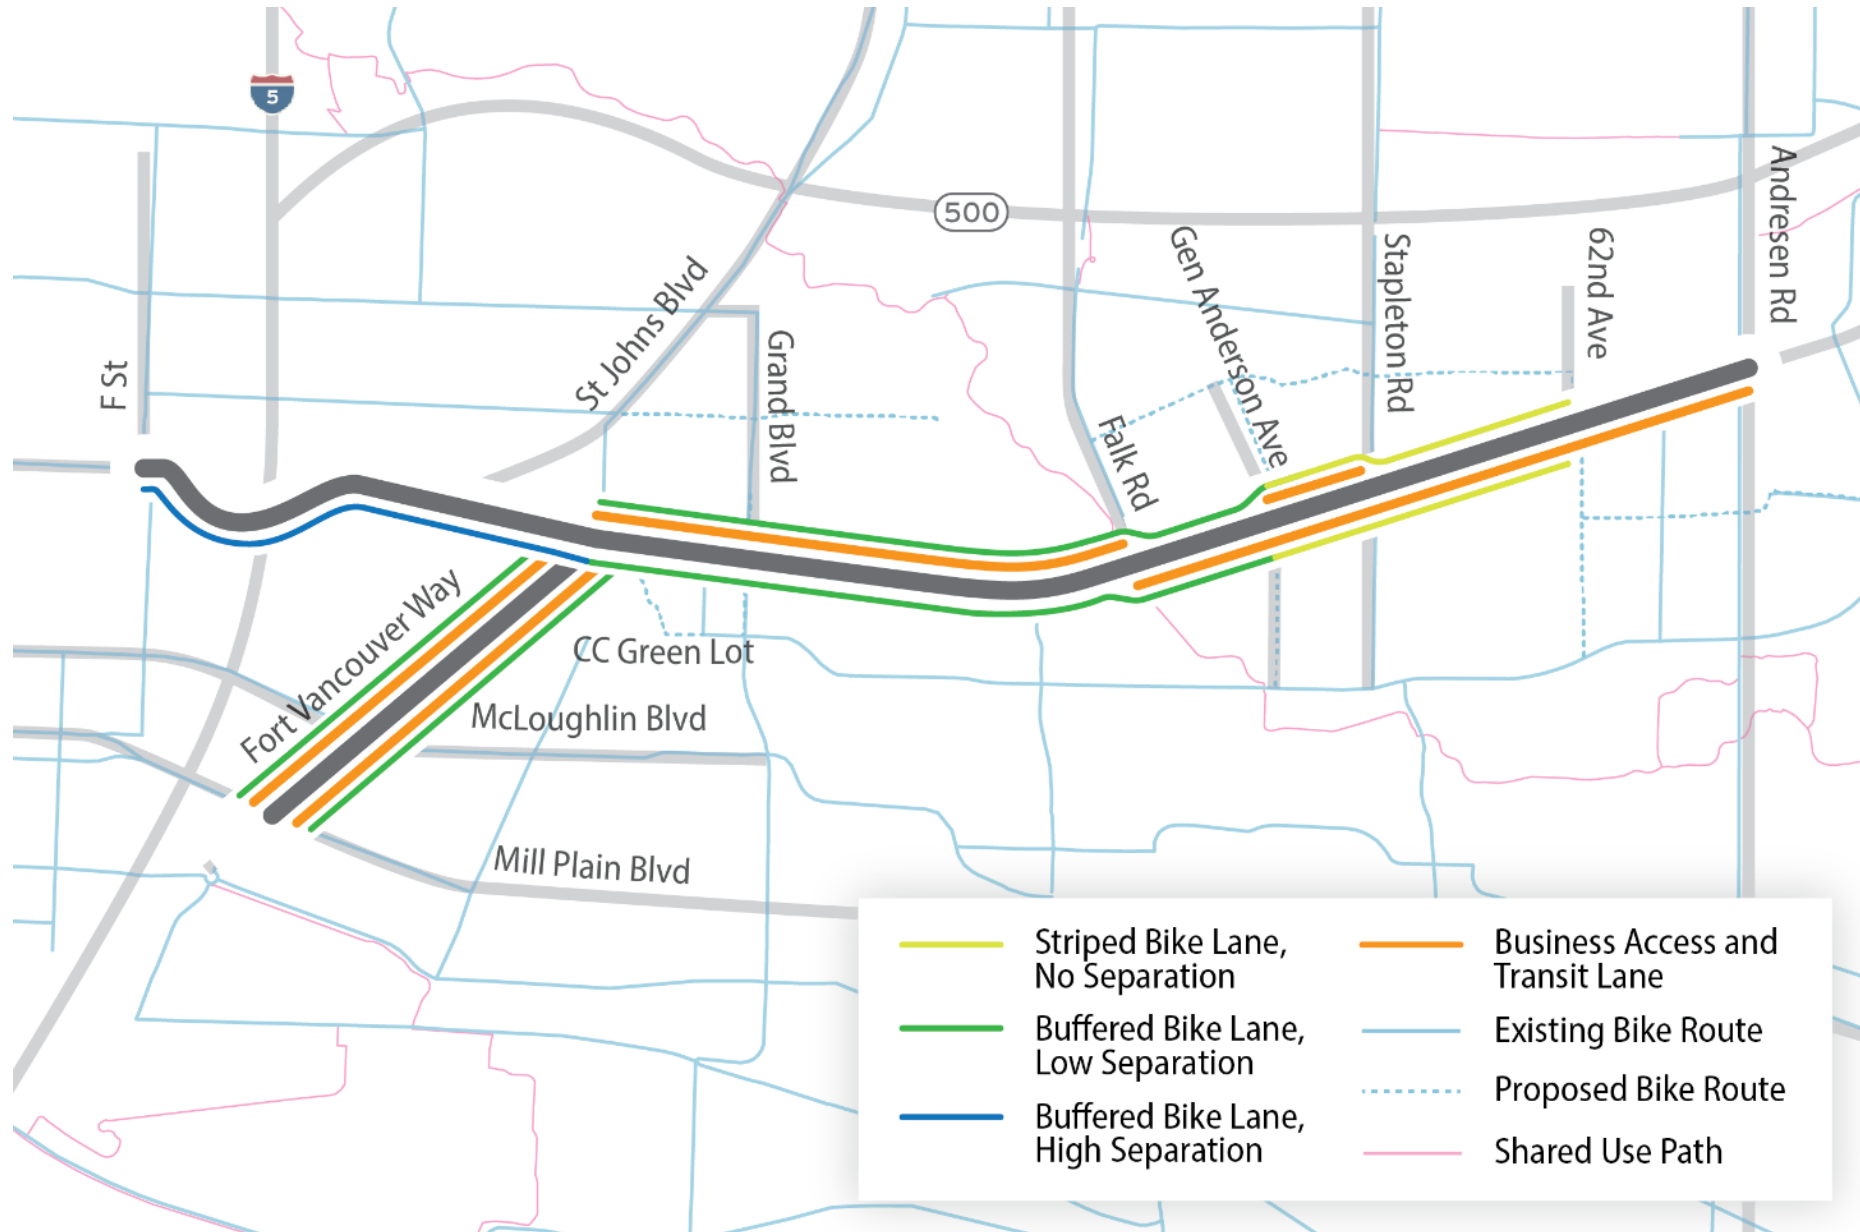 5
500
Andresen Rd
Gen Anderson Ave
Stapleton Rd
62nd Ave
St Johns Blvd
Grand Blvd
F St
Falk Rd
Fort Vancouver Way
CC Green Lot
McLoughlin Blvd
Mill Plain Blvd
Striped Bike Lane,
No Separation
Buffered Bike Lane,
Low Separation
Buffered Bike Lane,
High Separation
Business Access and
Transit Lane
Existing Bike Route
Proposed Bike Route
Shared Use Path